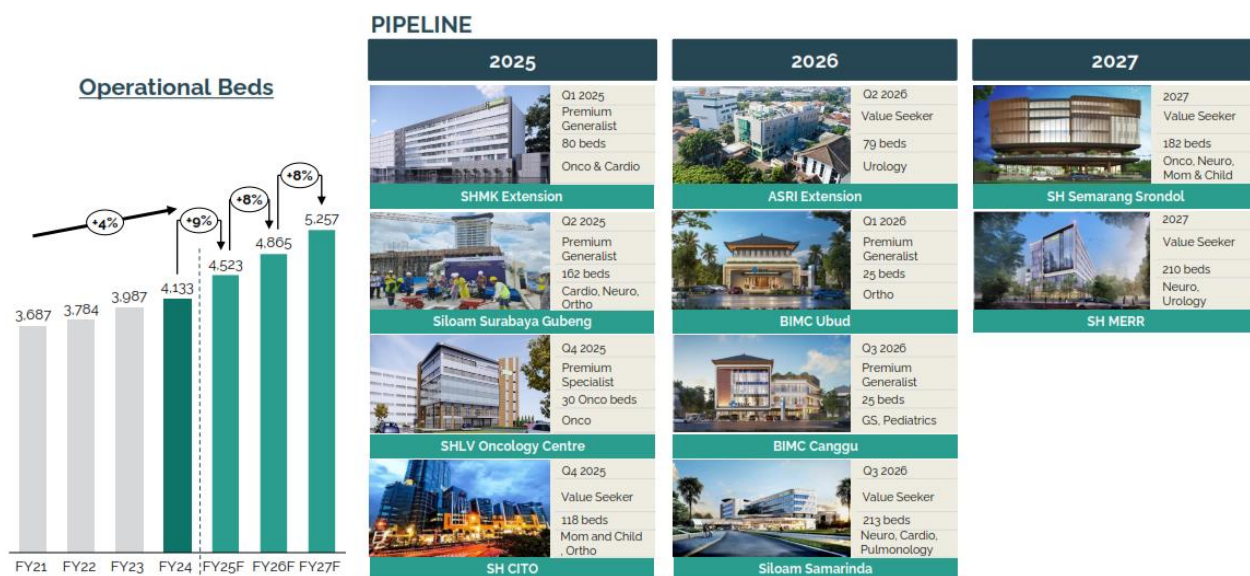 PIPELINE
Operational Beds
+4%
+9%
+8%
+8%
3.687
3.784
3.987
4.133
4.523
4.865
5.257
FY21
FY22
FY23
FY24
FY25F
FY26F
FY27F
2025
Q1 2025
Premium
Generalist
80 beds
Onco & Cardio
SHMK Extension
Q2 2025
Premium
Generalist
162 beds
Cardio, Neuro,
Ortho
Siloam Surabaya Gubeng
Q4 2025
Premium
Specialist
30 Onco beds
Onco
SHLV Oncology Centre
Q4 2025
Value Seeker
118 beds
Mom and Child
, Ortho
SH CITO
2026
Q2 2026
Value Seeker
79 beds
Urology
ASRI Extension
Q1 2026
Premium
Generalist
25 beds
Ortho
BIMC Ubud
Q3 2026
Premium
Generalist
25 beds
GS, Pediatrics
BIMC Canggu
Q3 2026
Value Seeker
213 beds
Neuro, Cardio,
Pulmonology
Siloam Samarinda
2027
2027
Value Seeker
182 beds
Onco, Neuro,
Mom & Child
SH Semarang Srondol
2027
Value Seeker
210 beds
Neuro,
Urology
SH MERR